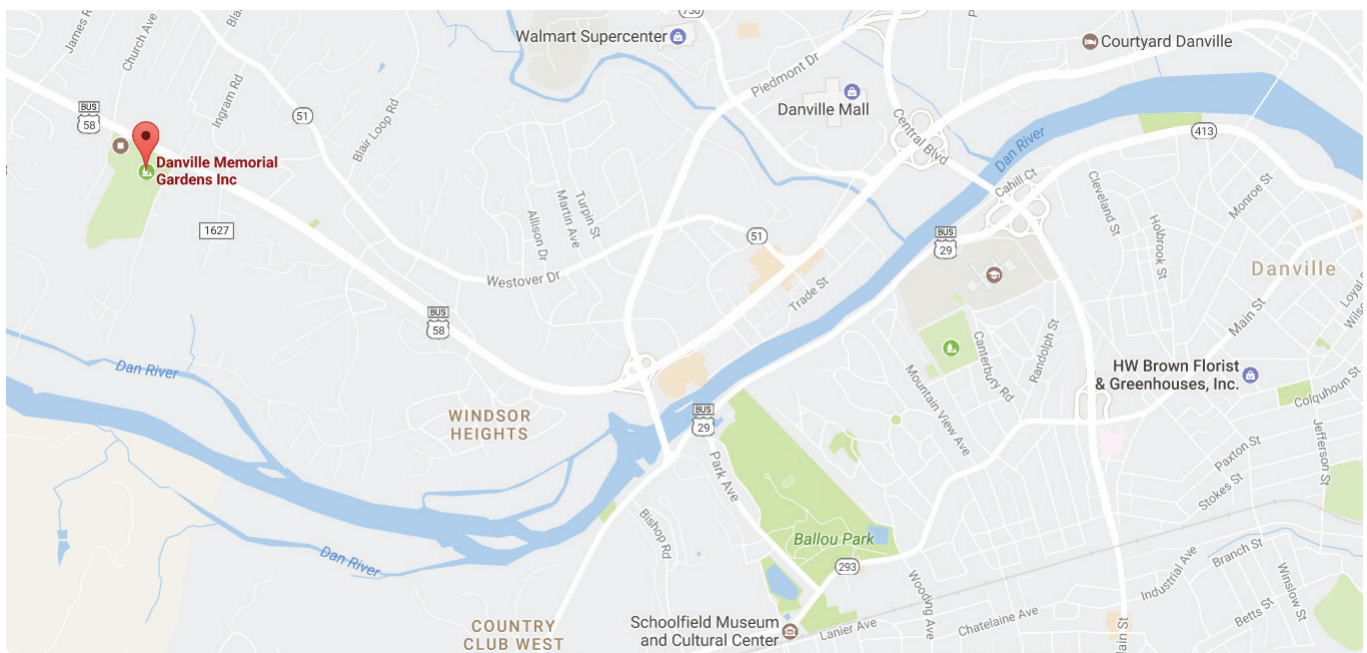 730
Walmart Supercenter
Courtyard Danville
James R
Church Ave
Ingram Rd
Blair Loop Rd
Piedmont Dr
Danville Mall
Central Blvd
Dan River
413
BUS
58
51
Danville Memorial
Gardens Inc
1627
Cahill Ct
Cleveland St
Holbrook St
Monroe St
Turpin St
Martin Ave
Allison Dr
51
BUS
29
Danville
Westover Dr
Trade St
Main St
Loyal
Wils
BUS
58
Dan River
Canterbury Rd
Randolph St
HW Brown Florist
& Greenhouses, Inc.
Colquhoun St
WINDSOR
HEIGHTS
BUS
29
Mountain View Ave
Park Ave
Jefferson St
Paxton St
Stokes St
Bishop Rd
Ballou Park
Dan River
293
Wooding Ave
Industrial Ave
Branch St
Winslow St
Betts St
Schoolfield Museum
and Cultural Center
Lanier Ave
Chatelaine Ave
COUNTRY
CLUB WEST
ain St